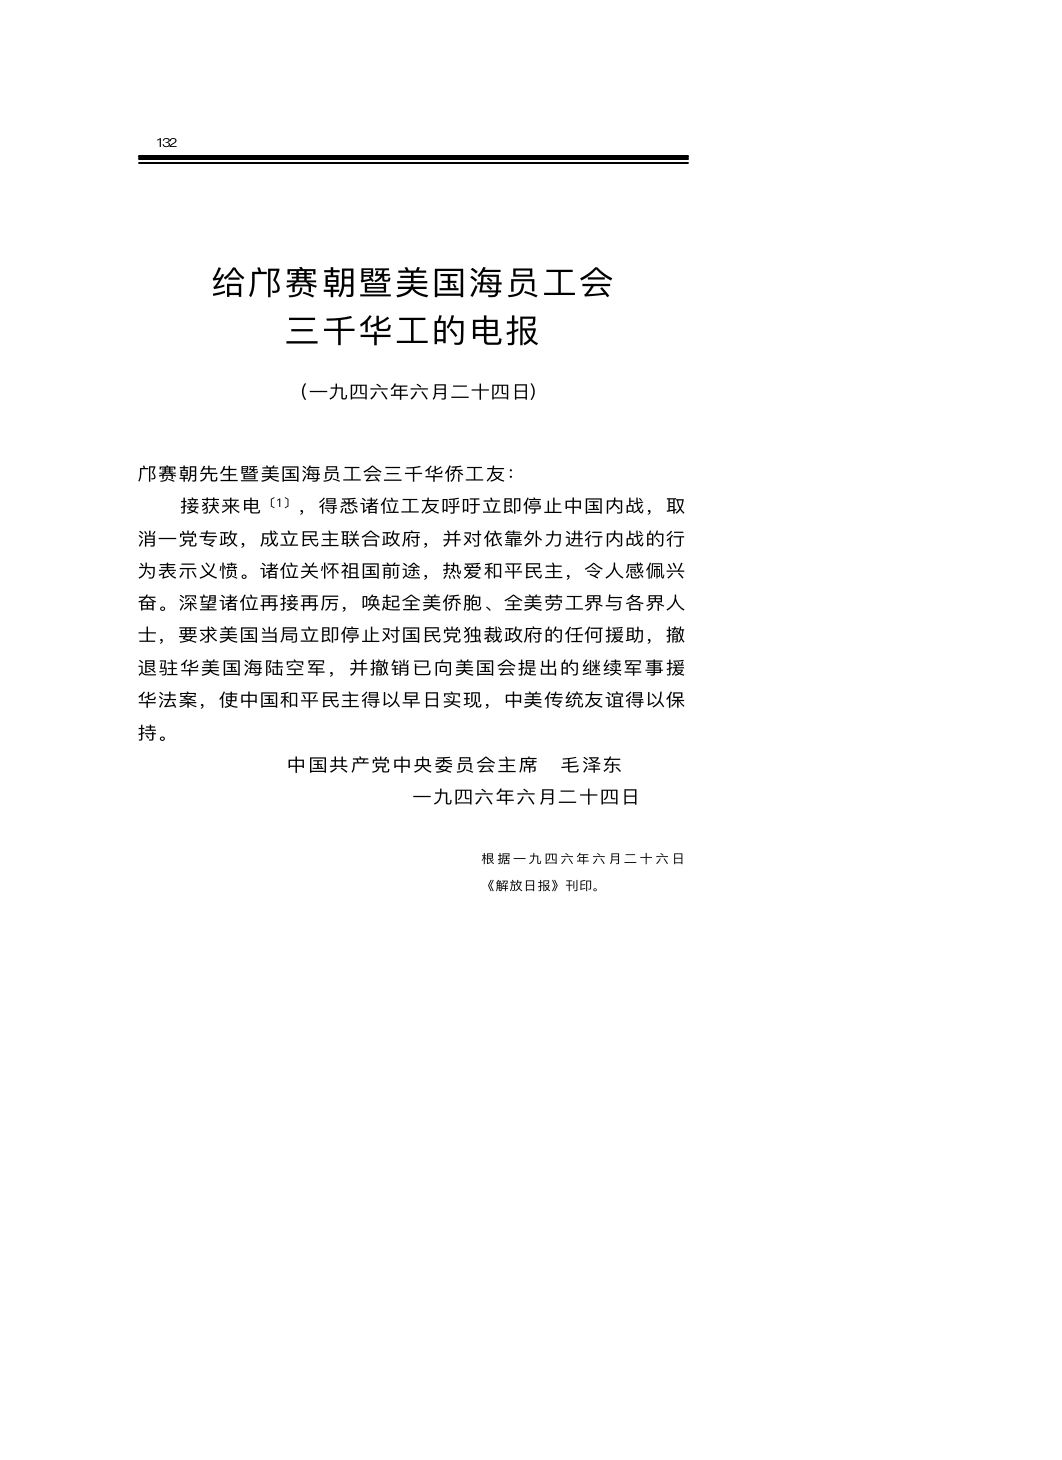 132
给邝赛朝暨美国海员工会
三千华工的电报
（一九四六年六月二十四日）
邝赛朝先生暨美国海员工会三千华侨工友：
接获来电〔1〕，得悉诸位工友呼吁立即停止中国内战，取
消一党专政，成立民主联合政府，并对依靠外力进行内战的行
为表示义愤。诸位关怀祖国前途，热爱和平民主，令人感佩兴
奋。深望诸位再接再厉，唤起全美侨胞、全美劳工界与各界人
士，要求美国当局立即停止对国民党独裁政府的任何援助，撤
退驻华美国海陆空军，并撤销已向美国会提出的继续军事援
华法案，使中国和平民主得以早日实现，中美传统友谊得以保
持。
中国共产党中央委员会主席　毛泽东
一九四六年六月二十四日
根据一九四六年六月二十六日
《解放日报》刊印。